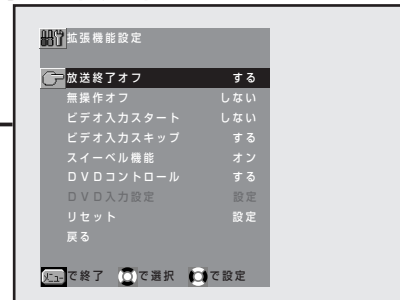 拡張機能設定
放送終了オフ する
無操作オフ しない
ビデオ入力スタート しない
ビデオ入力スキップ する
スイーベル機能 オン
ＤＶＤコントロール する
ＤＶＤ入力設定 設定
リセット 設定
戻る
メニューで終了 で選択 で設定